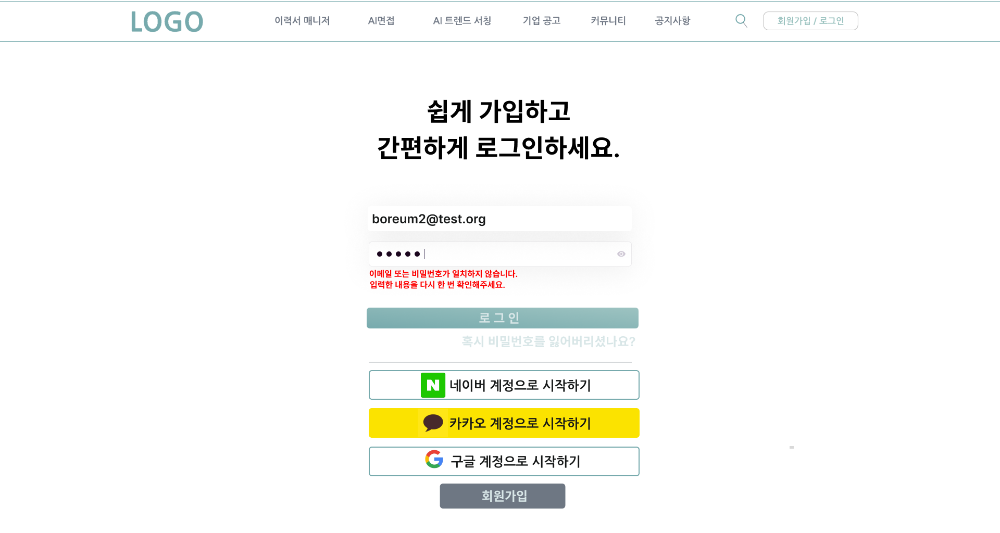 LOGO
이력서 매니저
AI면접
AI 트렌드 서칭
기업 공고
커뮤니티
공지사항
회원가입 / 로그인
쉽게 가입하고
간편하게 로그인하세요.
boreum2@test.org
이메일 또는 비밀번호가 일치하지 않습니다.
입력한 내용을 다시 한 번 확인해주세요.
로 그 인
혹시 비밀번호를 잃어버리셨나요?
N 네이버 계정으로 시작하기
카카오 계정으로 시작하기
G 구글 계정으로 시작하기
회원가입